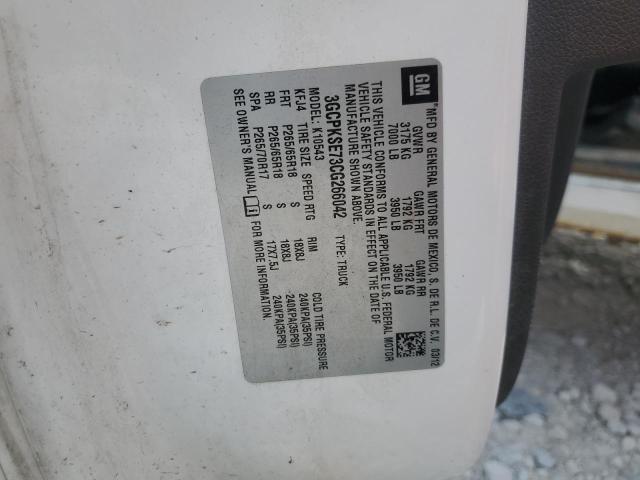 GM
"MFD BY GENERAL MOTORS DE MEXICO, S. DE R.L. DE C.V. 03/12
GVWR GAWR FRT GAWR RR
3175 KG 1792 KG 1792 KG
7000 LB 3950 LB 3950 LB
THIS VEHICLE CONFORMS TO ALL APPLICABLE U.S. FEDERAL MOTOR
VEHICLE SAFETY STANDARDS IN EFFECT ON THE DATE OF
MANUFACTURE SHOWN ABOVE.
3GCPKSE73CG266042 TYPE: TRUCK
MODEL: K10543
KFJ4 TIRE SIZE SPEED RTG RIM COLD TIRE PRESSURE
FRT P265/65R18 S 18X8J 240KPA(35PSI)
RR P265/65R18 S 18X8J 240KPA(35PSI)
SPA P265/70R17 17X7.5J 240KPA(35PSI)
SEE OWNER'S MANUAL FOR MORE INFORMATION